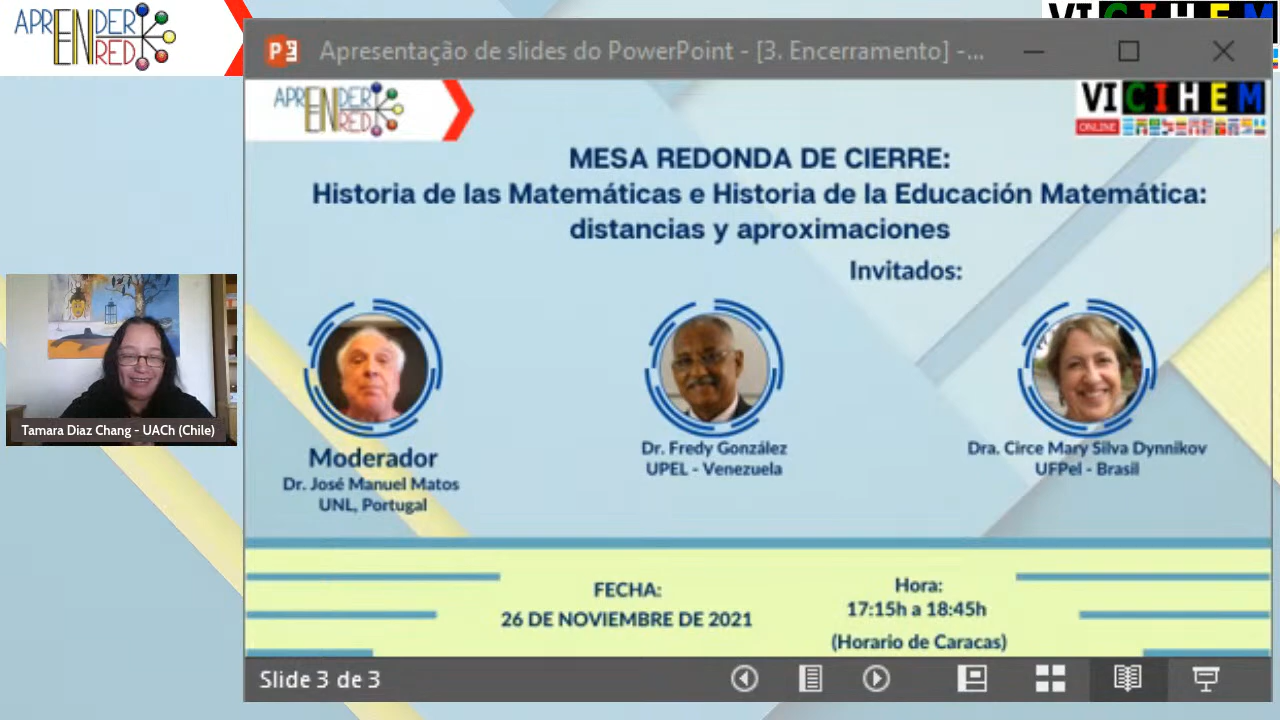 APRENDER
EN RED
VI CIHEM
Apresentação de slides do PowerPoint - [3. Encerramento] -...
APRENDER
EN RED
VI CIHEM
ONLINE
MESA REDONDA DE CIERRE:
Historia de las Matemáticas e Historia de la Educación Matemática:
distancias y aproximaciones
Invitados:
Tamara Diaz Chang - UACh (Chile)
Moderador
Dr. José Manuel Matos
UNL, Portugal
Dr. Fredy González
UPEL - Venezuela
Dra. Circe Mary Silva Dynnikov
UFPel - Brasil
FECHA:
26 DE NOVIEMBRE DE 2021
Hora:
17:15h a 18:45h
(Horario de Caracas)
Slide 3 de 3